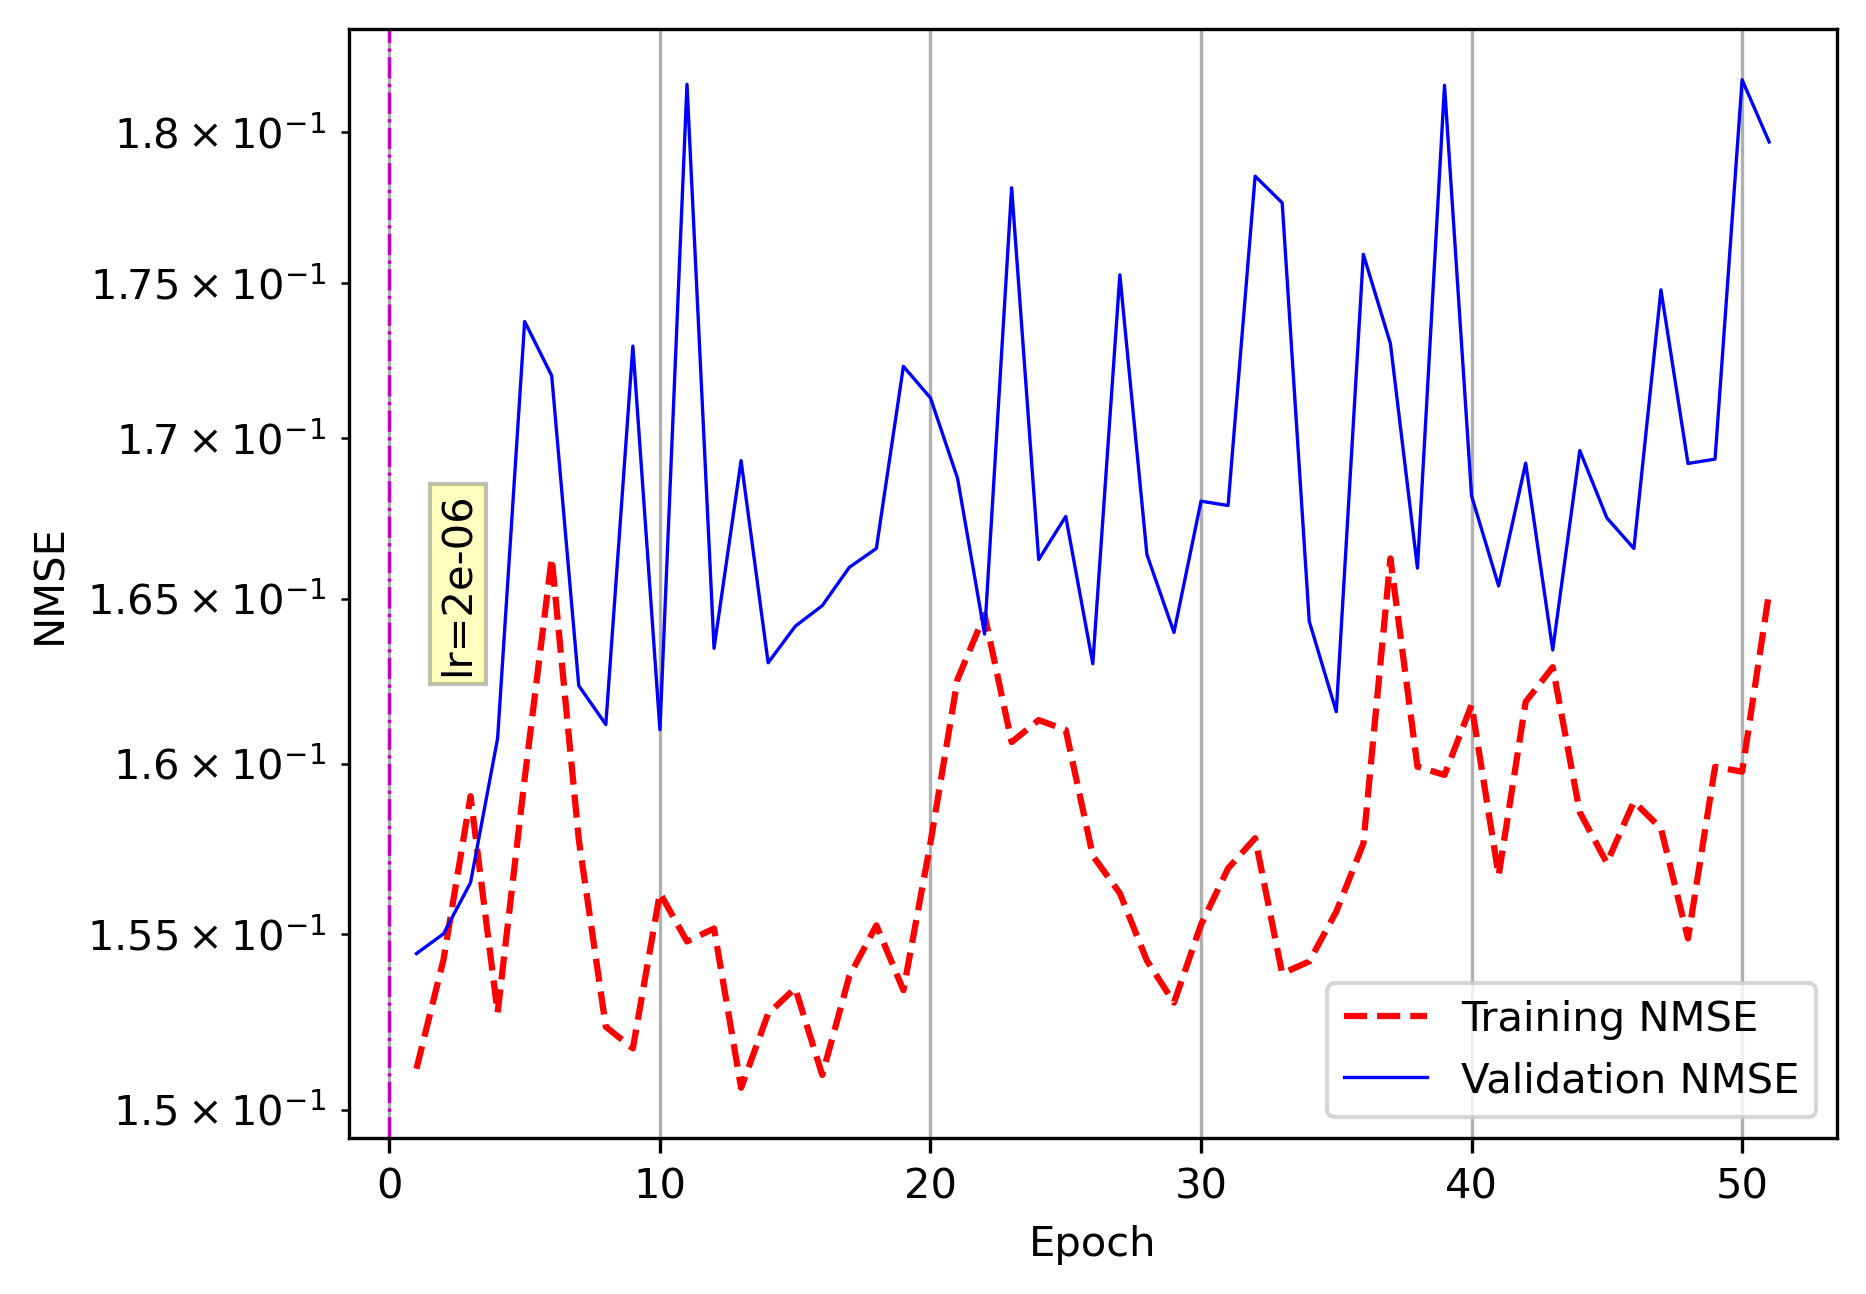 1.8 × 10⁻¹
1.75 × 10⁻¹
1.7 × 10⁻¹
1.65 × 10⁻¹
1.6 × 10⁻¹
1.55 × 10⁻¹
1.5 × 10⁻¹
NMSE
lr=2e-06
Training NMSE
Validation NMSE
0 10 20 30 40 50
Epoch